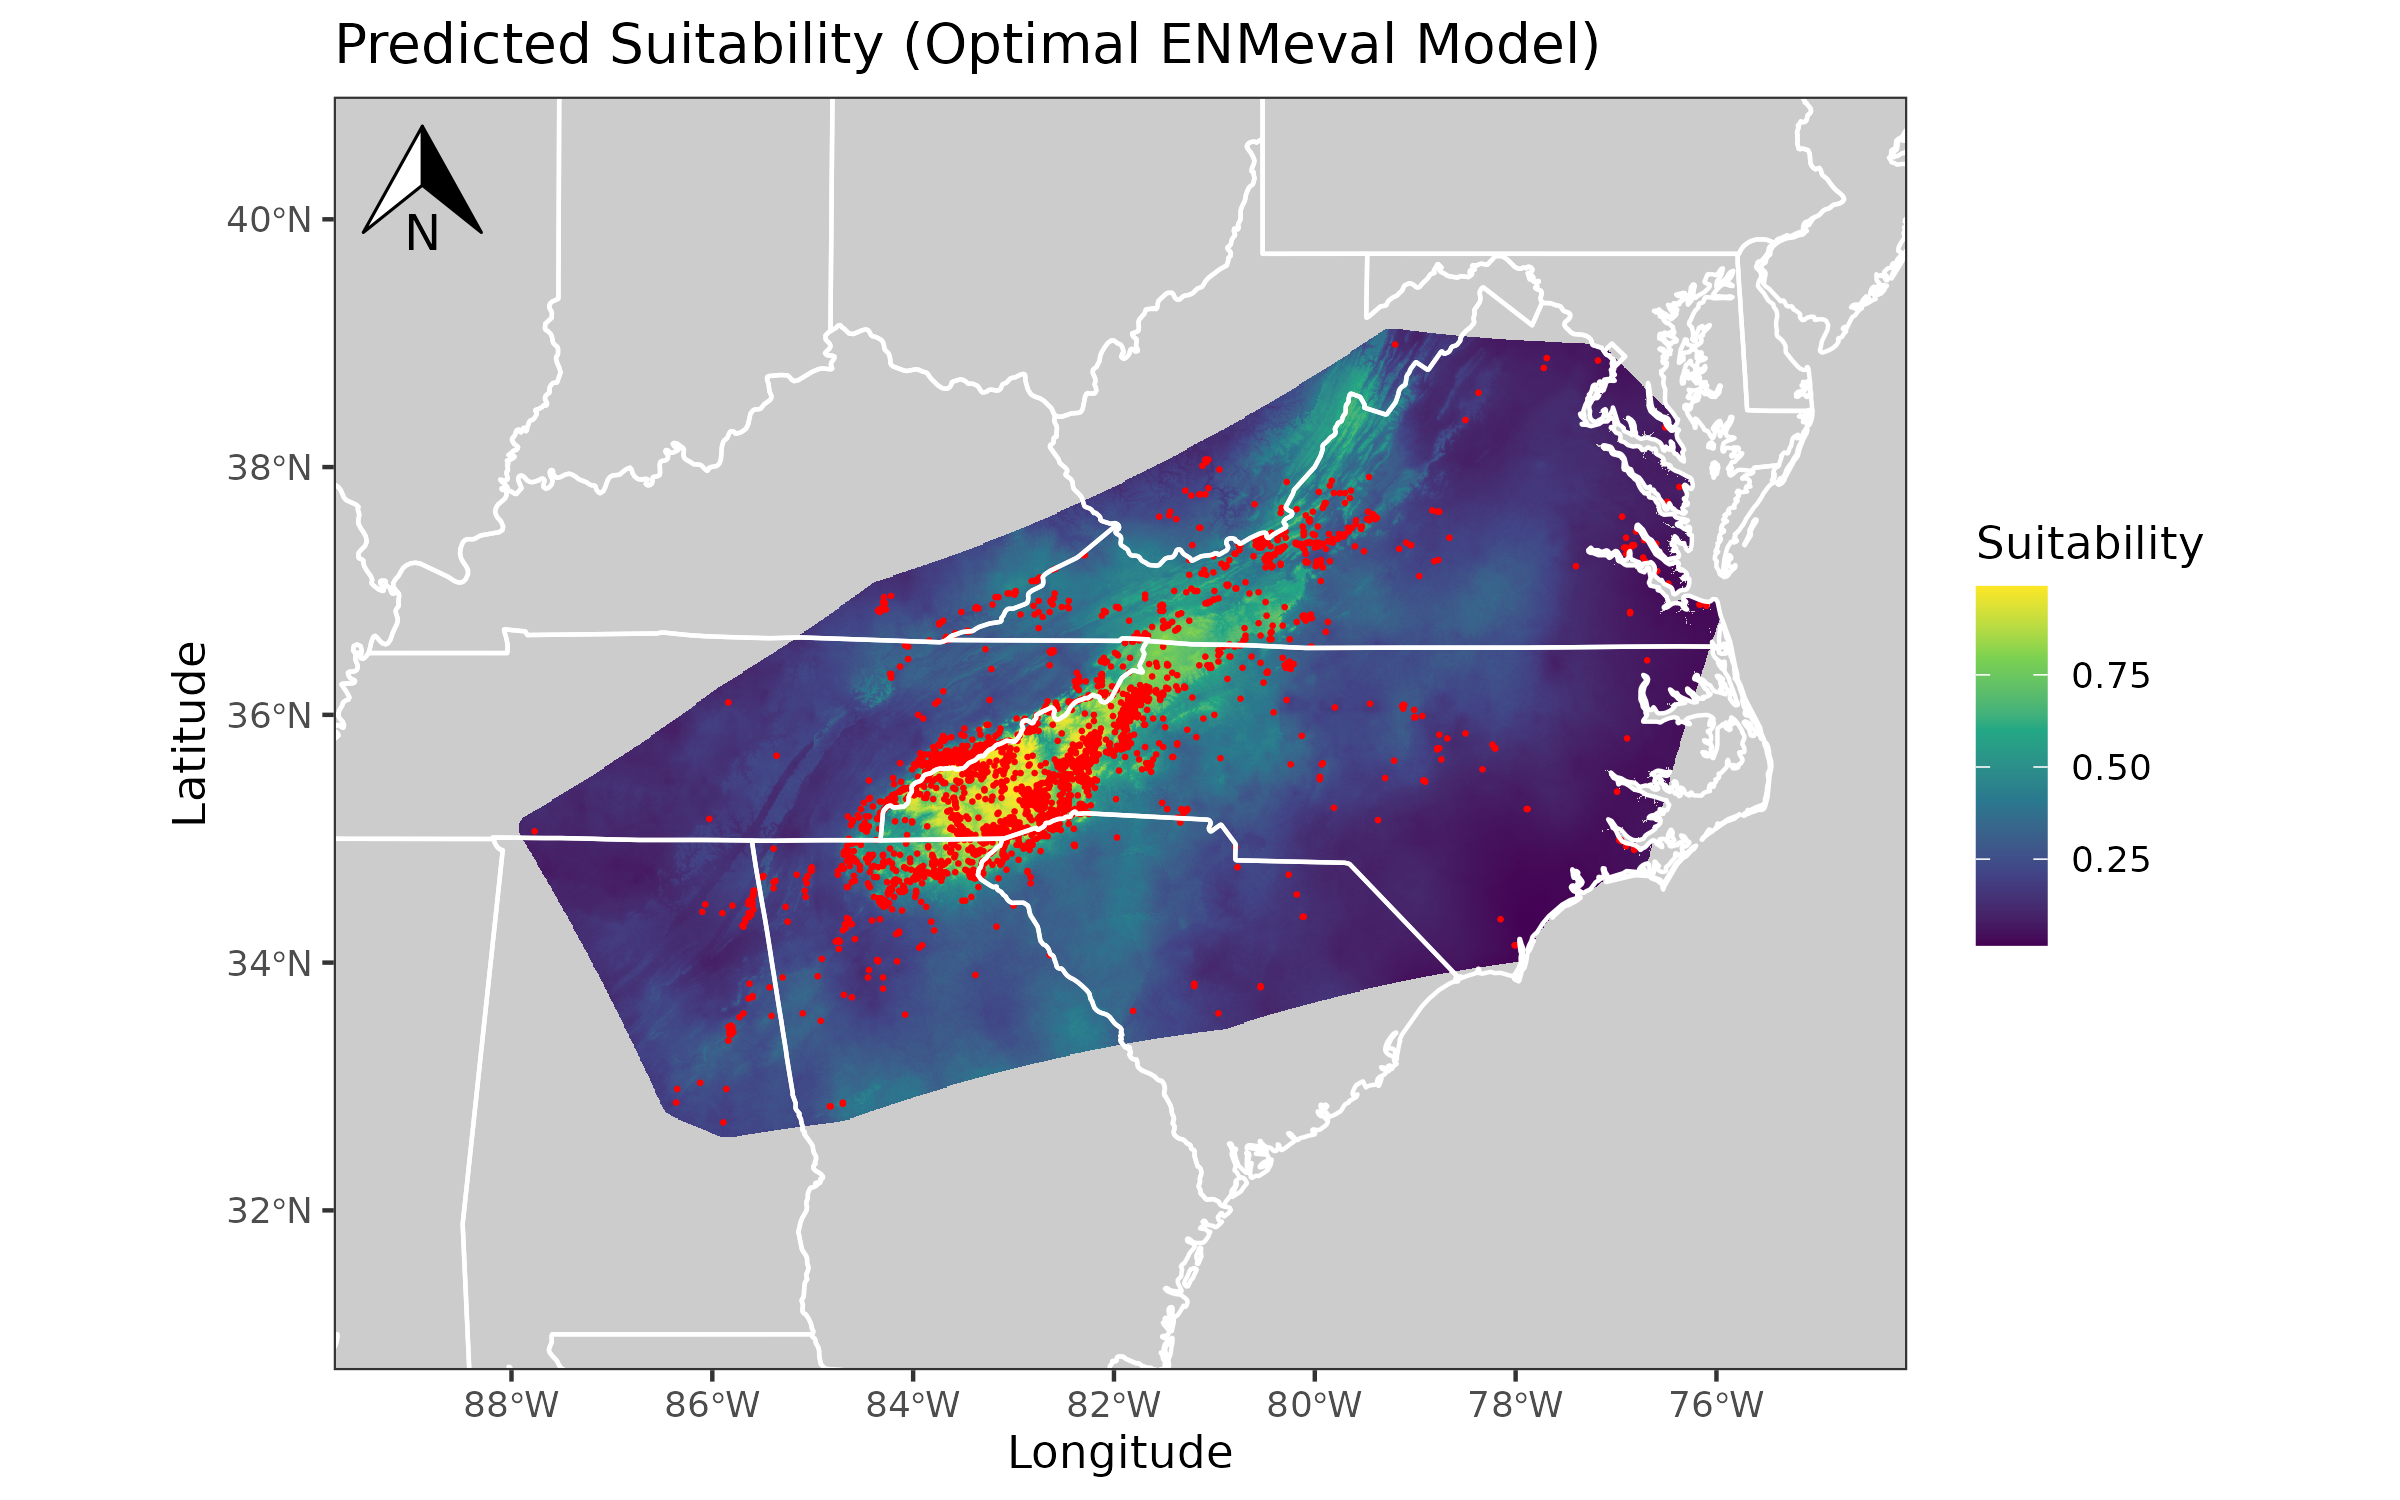 Predicted Suitability (Optimal ENMeval Model)
N
40°N
38°N
36°N
34°N
32°N
Latitude
88°W 86°W 84°W 82°W 80°W 78°W 76°W
Longitude
Suitability
0.75
0.50
0.25